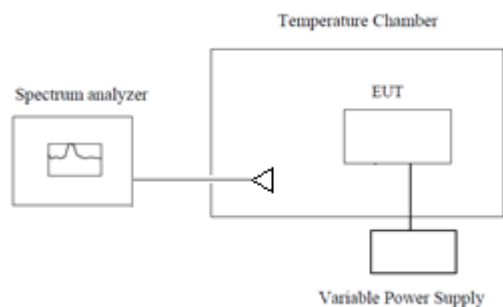 Temperature Chamber
Spectrum analyzer
EUT
Variable Power Supply